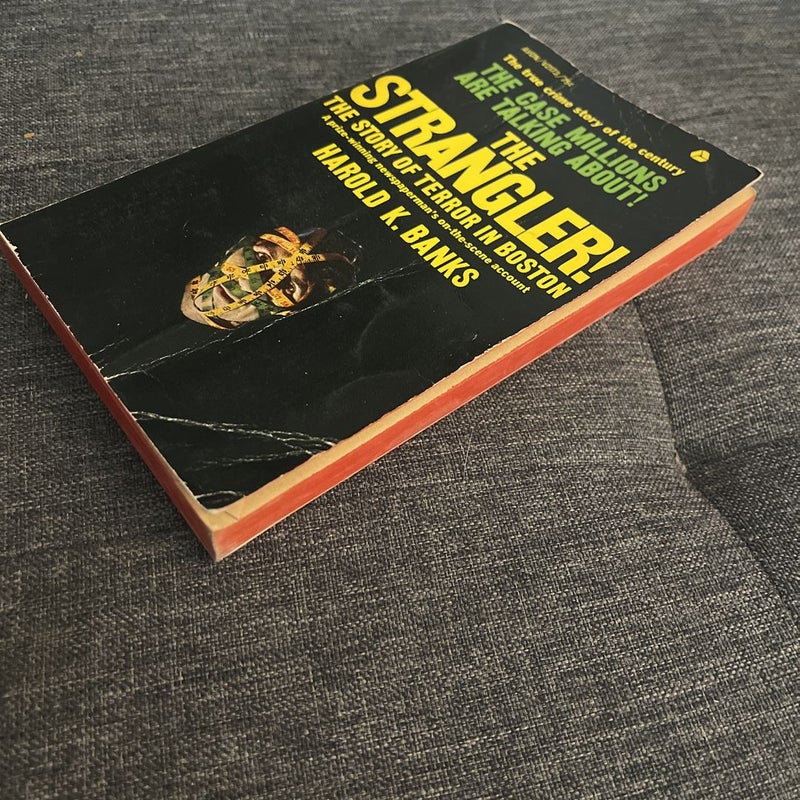 The true crime story of the century
THE CASE MILLIONS
ARE TALKING ABOUT!
THE
STRANGLER!
THE STORY OF TERROR IN BOSTON
A prize-winning newspaperman's on-the-scene account
HAROLD K. BANKS